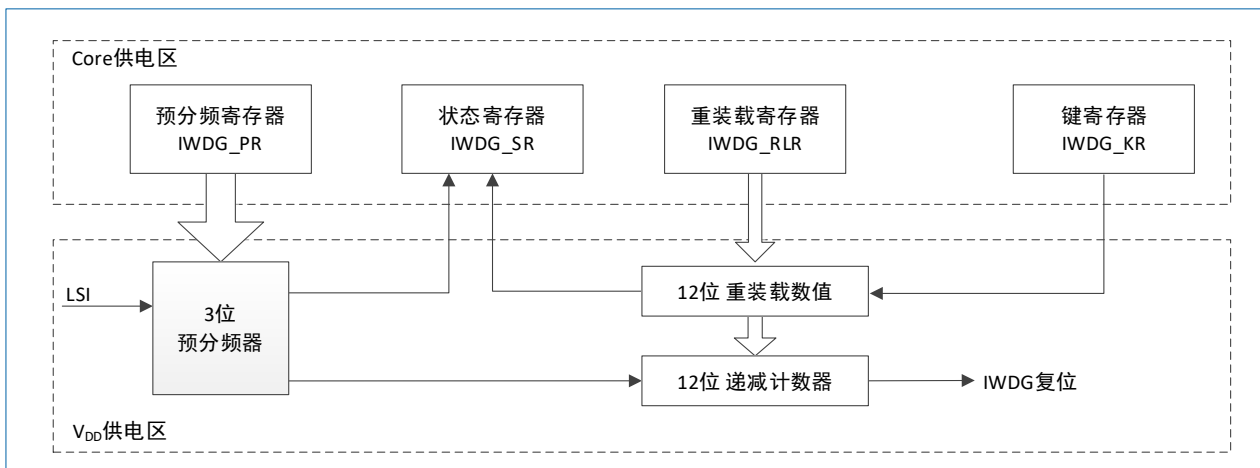 Core供电区
预分频寄存器
IWDG_PR
状态寄存器
IWDG_SR
重装载寄存器
IWDG_RLR
键寄存器
IWDG_KR
LSI
3位
预分频器
12位 重装载数值
12位 递减计数器
IWDG复位
VDD供电区